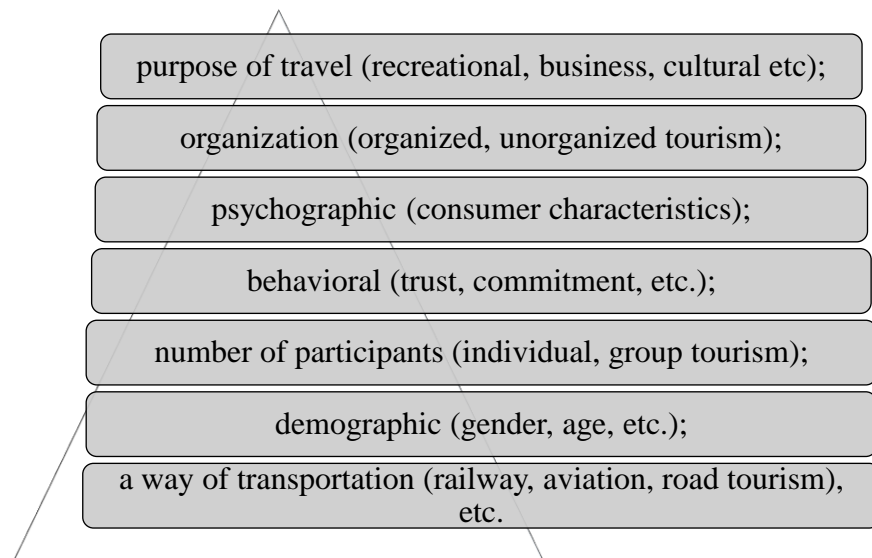 purpose of travel (recreational, business, cultural etc);
organization (organized, unorganized tourism);
psychographic (consumer characteristics);
behavioral (trust, commitment, etc.);
number of participants (individual, group tourism);
demographic (gender, age, etc.);
a way of transportation (railway, aviation, road tourism),
etc.